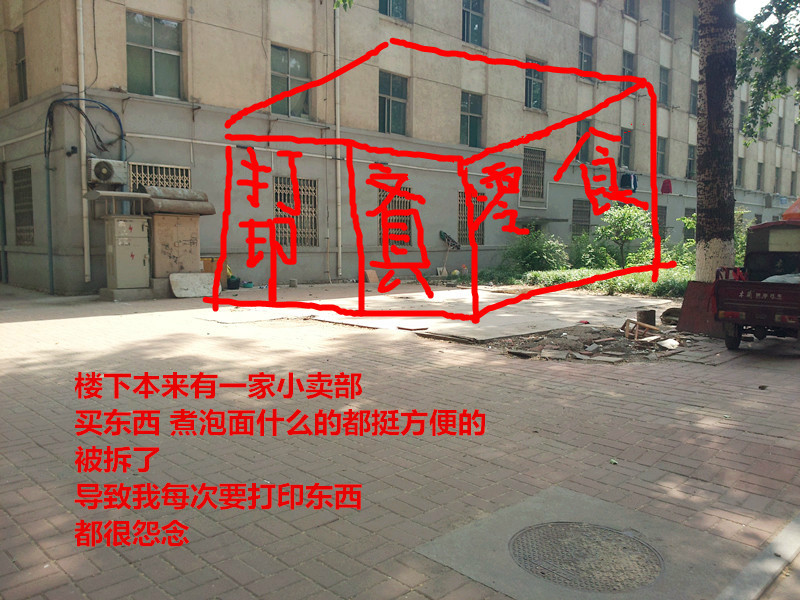 打印
文具
零食
楼下本来有一家小卖部
买东西 煮泡面什么的都挺方便的
被拆了
导致我每次要打印东西
都很怨念